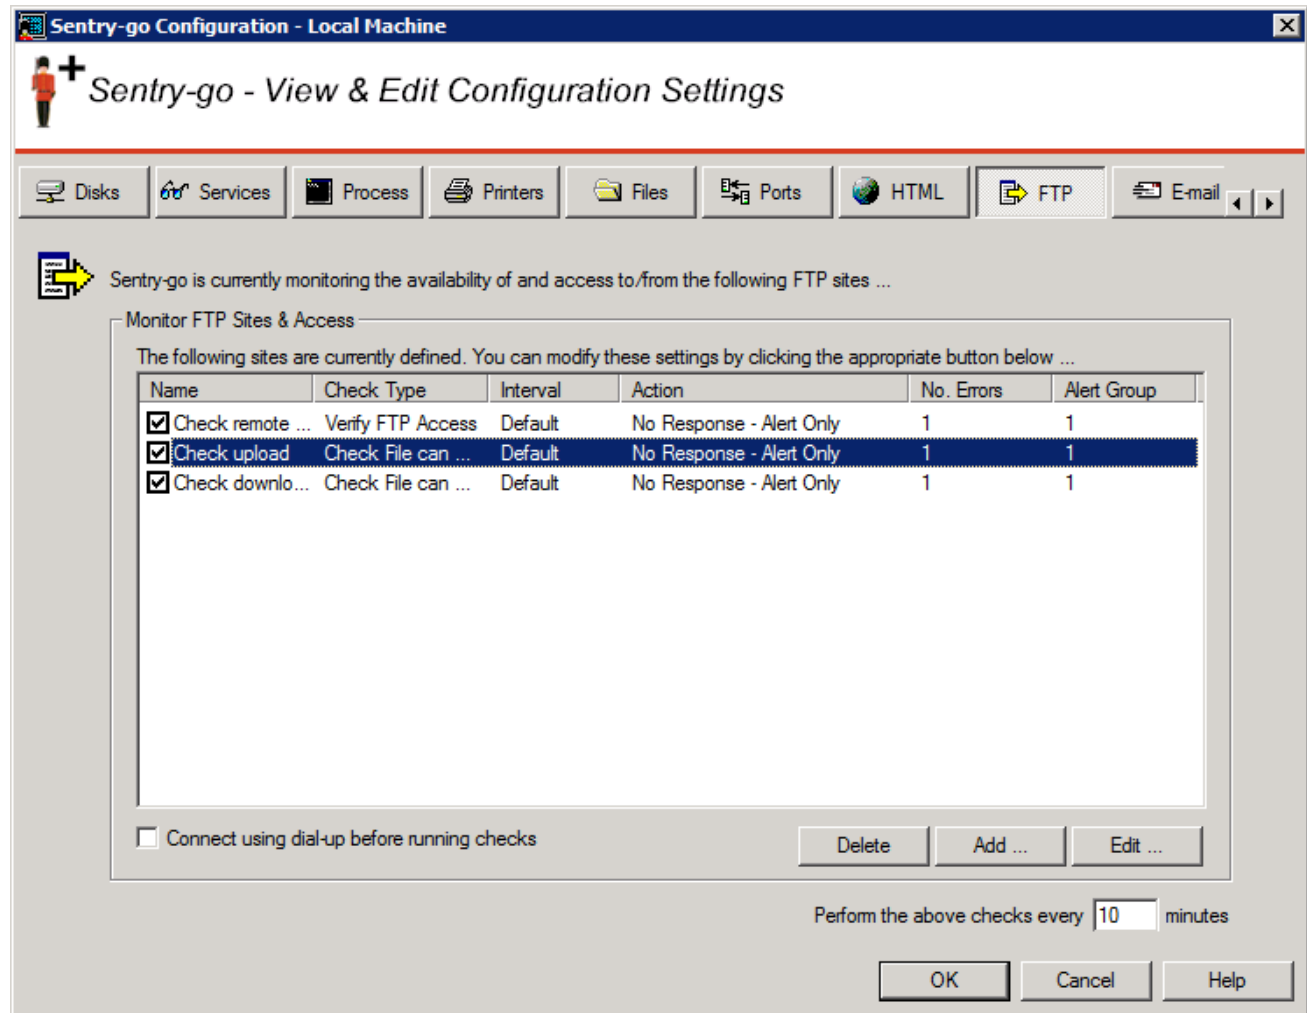 Sentry-go Configuration - Local Machine
Sentry-go - View & Edit Configuration Settings
Disks Services Process Printers Files Ports HTML FTP E-mail
Sentry-go is currently monitoring the availability of and access to/from the following FTP sites ...
Monitor FTP Sites & Access
The following sites are currently defined. You can modify these settings by clicking the appropriate button below ...
Name Check Type Interval Action No. Errors Alert Group
Check remote ... Verify FTP Access Default No Response - Alert Only 1 1
Check upload Check File can ... Default No Response - Alert Only 1 1
Check downlo... Check File can ... Default No Response - Alert Only 1 1
Connect using dial-up before running checks Delete Add ... Edit ...
Perform the above checks every 10 minutes
OK Cancel Help